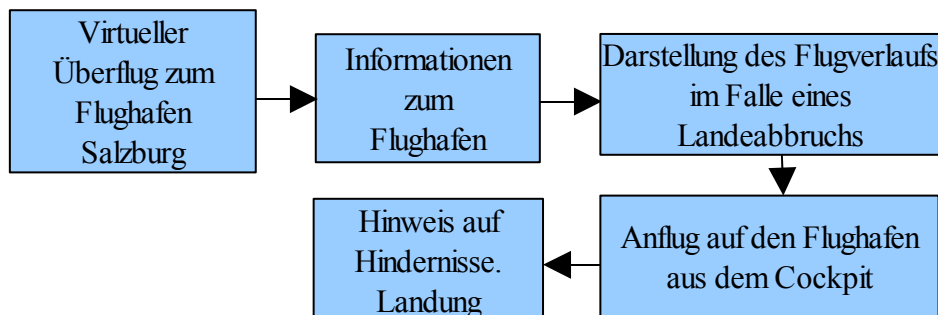 Virtueller
Überflug zum
Flughafen
Salzburg
Informationen
zum
Flughafen
Darstellung des Flugverlaufs
im Falle eines
Landeabbruchs
Anflug auf den Flughafen
aus dem Cockpit
Hinweis auf
Hindernisse.
Landung